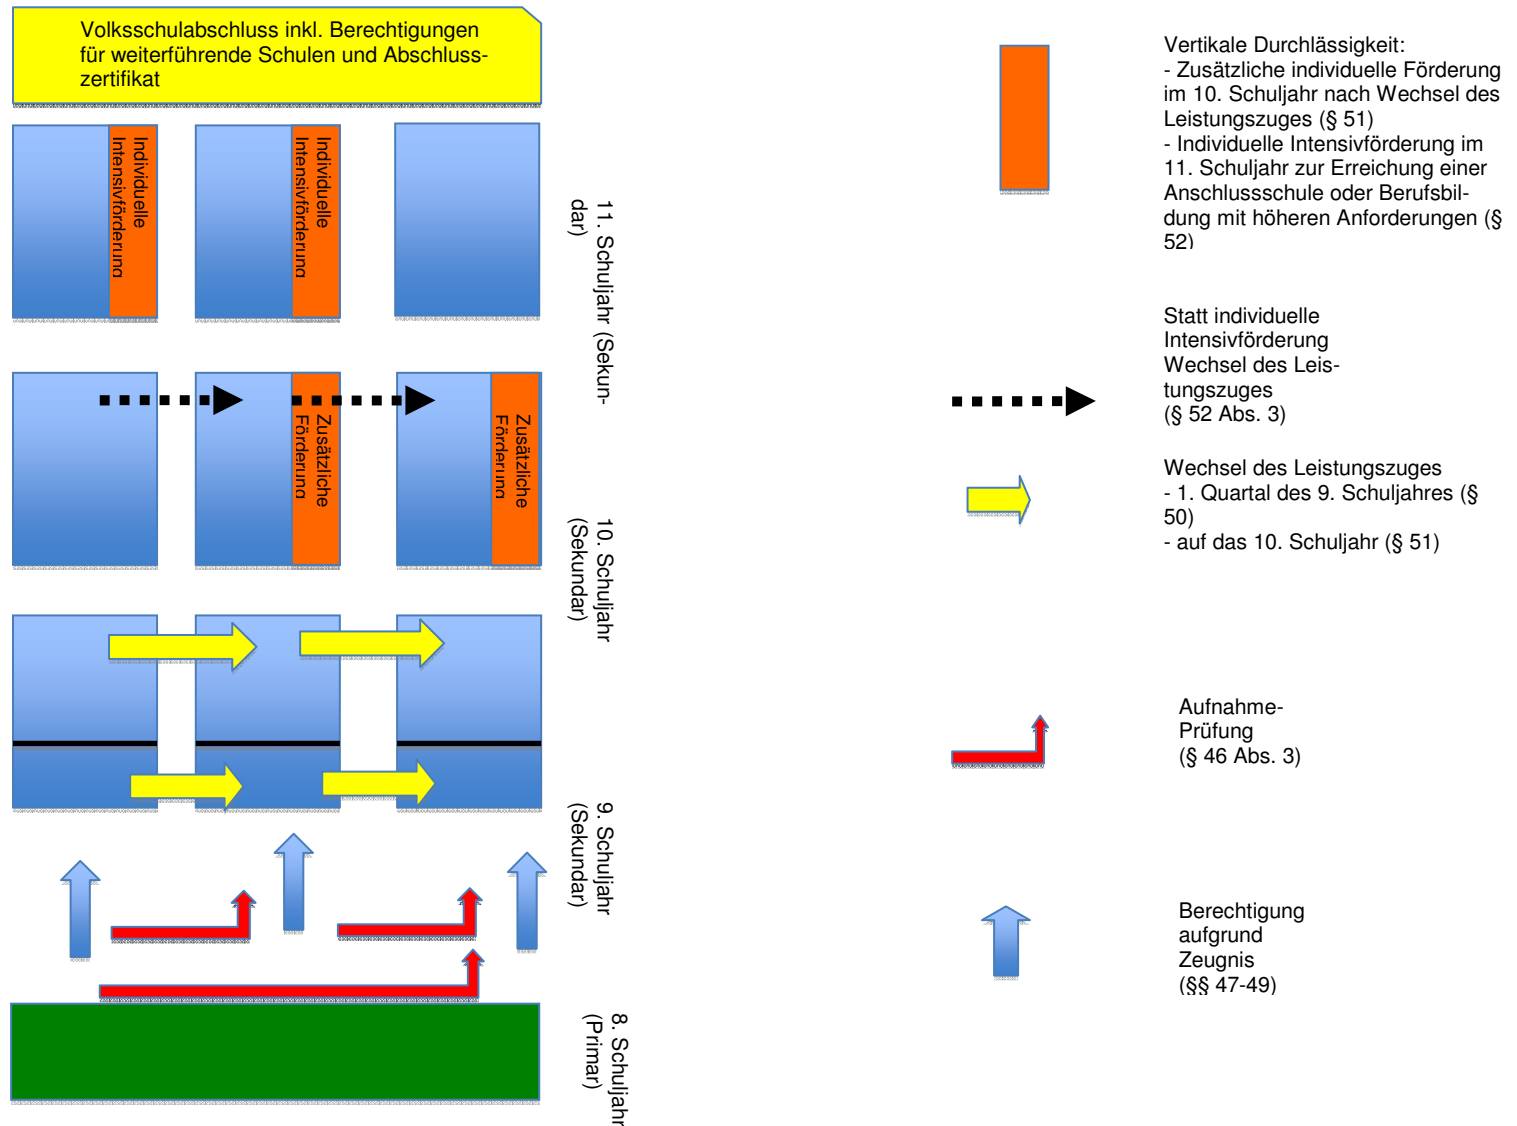 Volksschulabschluss inkl. Berechtigungen
für weiterführende Schulen und Abschluss-
zertifikat
Individuelle
Intensivförderung
Individuelle
Intensivförderung
11. Schuljahr (Sekun-
dar)
Zusätzliche
Förderung
Zusätzliche
Förderung
10. Schuljahr
(Sekundar)
9. Schuljahr
(Sekundar)
8. Schuljahr
(Primar)
Vertikale Durchlässigkeit:
- Zusätzliche individuelle Förderung
im 10. Schuljahr nach Wechsel des
Leistungszuges (§ 51)
- Individuelle Intensivförderung im
11. Schuljahr zur Erreichung einer
Anschlussschule oder Berufsbil-
dung mit höheren Anforderungen (§
52)
Statt individuelle
Intensivförderung
Wechsel des Leis-
tungszuges
(§ 52 Abs. 3)
Wechsel des Leistungszuges
- 1. Quartal des 9. Schuljahres (§
50)
- auf das 10. Schuljahr (§ 51)
Aufnahme-
Prüfung
(§ 46 Abs. 3)
Berechtigung
aufgrund
Zeugnis
(§§ 47-49)